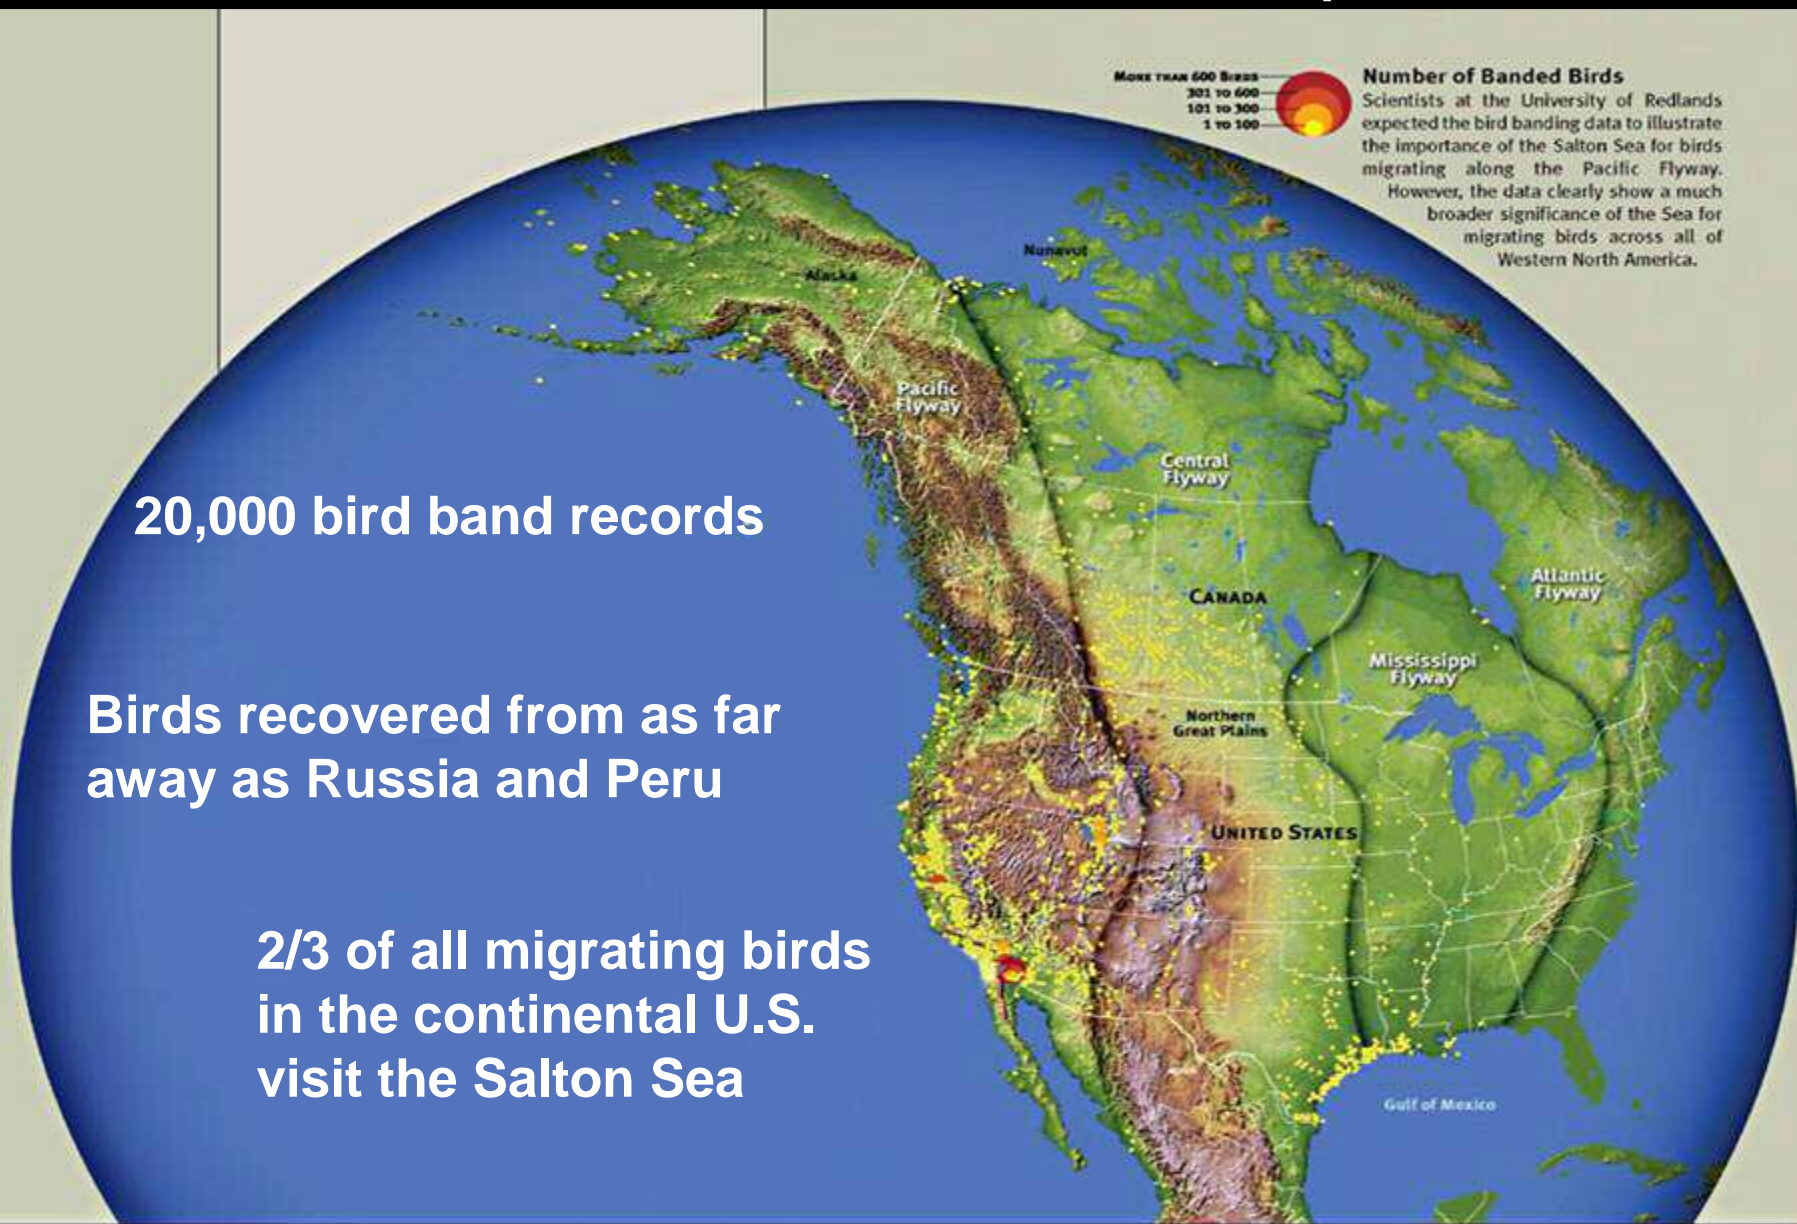 MORE THAN 600 BIRDS
301 TO 600
101 TO 300
1 TO 100
Number of Banded Birds
Scientists at the University of Redlands
expected the bird banding data to illustrate
the importance of the Salton Sea for birds
migrating along the Pacific Flyway.
However, the data clearly show a much
broader significance of the Sea for
migrating birds across all of
Western North America.
Nunavut
Alaska
Pacific
Flyway
Central
Flyway
20,000 bird band records
Atlantic
Flyway
CANADA
Mississippi
Flyway
Birds recovered from as far
away as Russia and Peru
Northern
Great Plains
UNITED STATES
2/3 of all migrating birds
in the continental U.S.
visit the Salton Sea
Gulf of Mexico